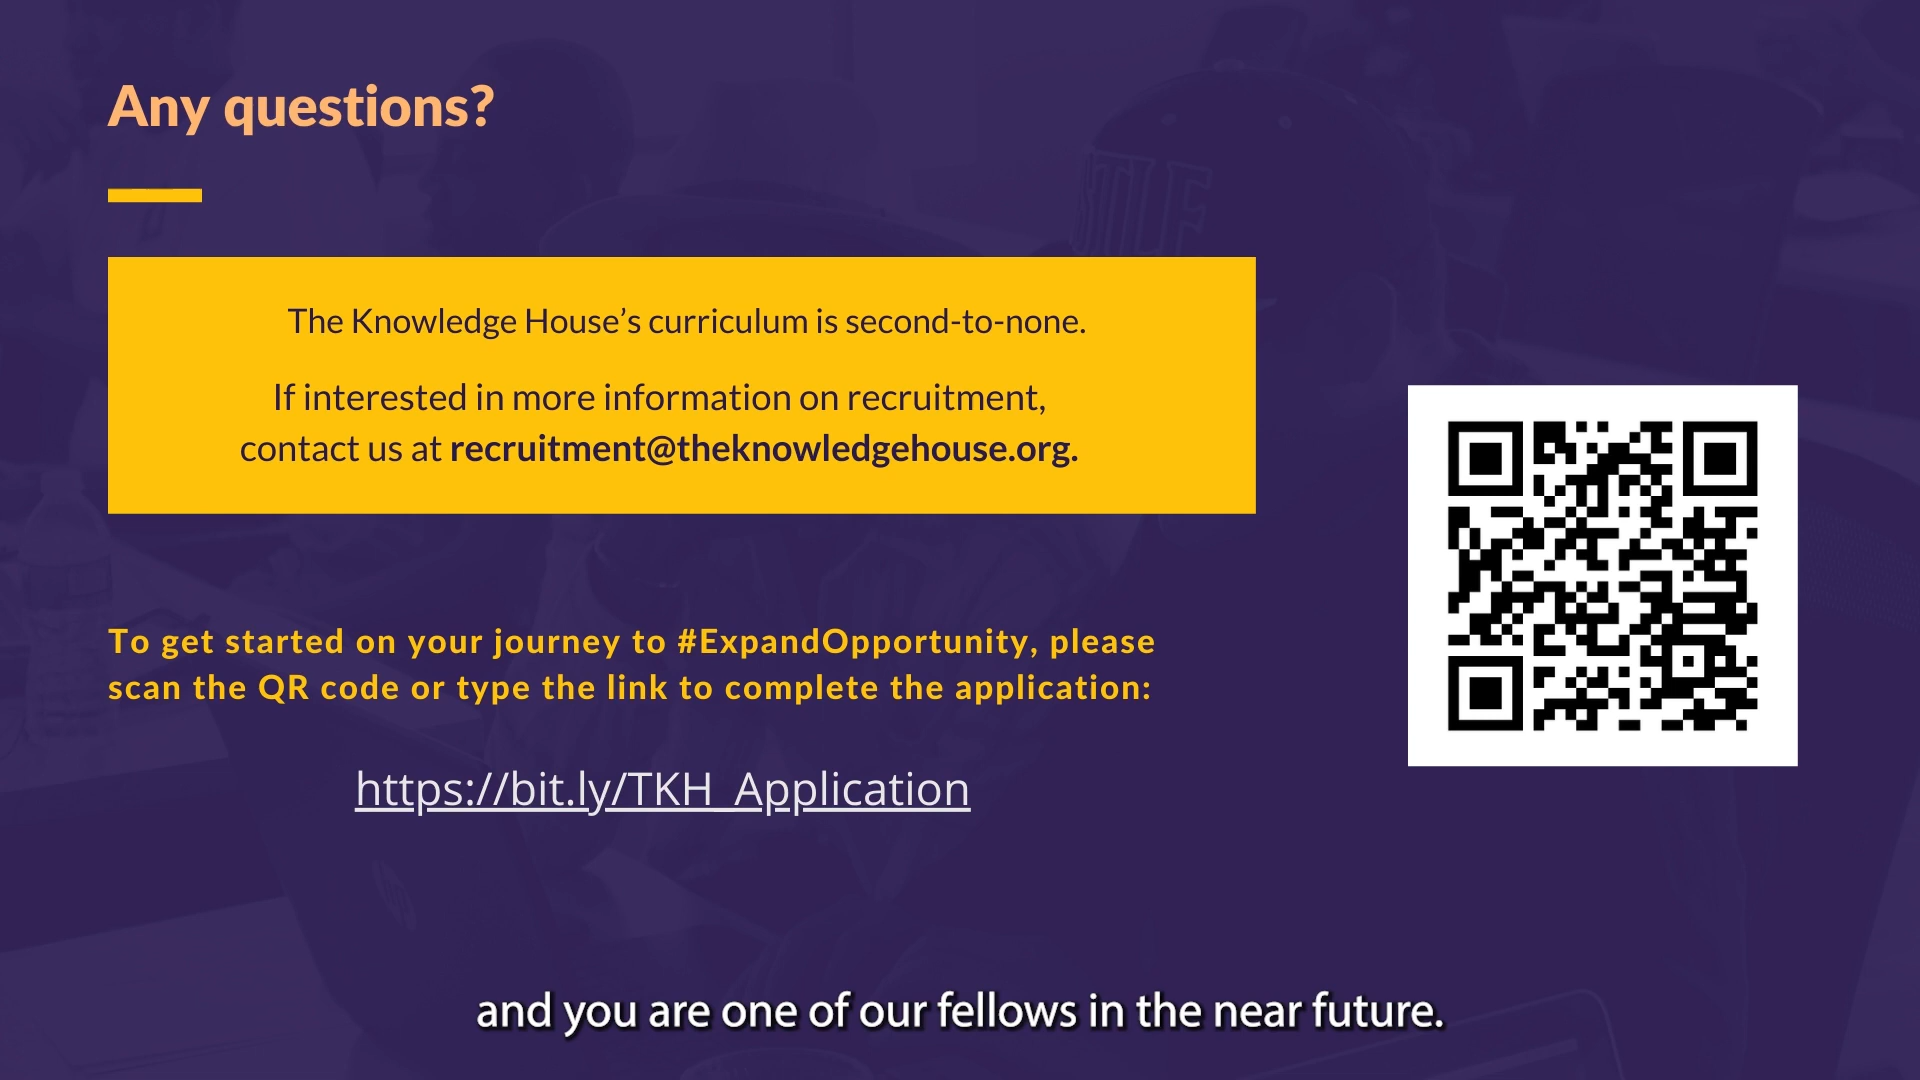 Any questions?
The Knowledge House’s curriculum is second-to-none.
If interested in more information on recruitment,
contact us at recruitment@theknowledgehouse.org.
To get started on your journey to #ExpandOpportunity, please
scan the QR code or type the link to complete the application:
https://bit.ly/TKH_Application
and you are one of our fellows in the near future.